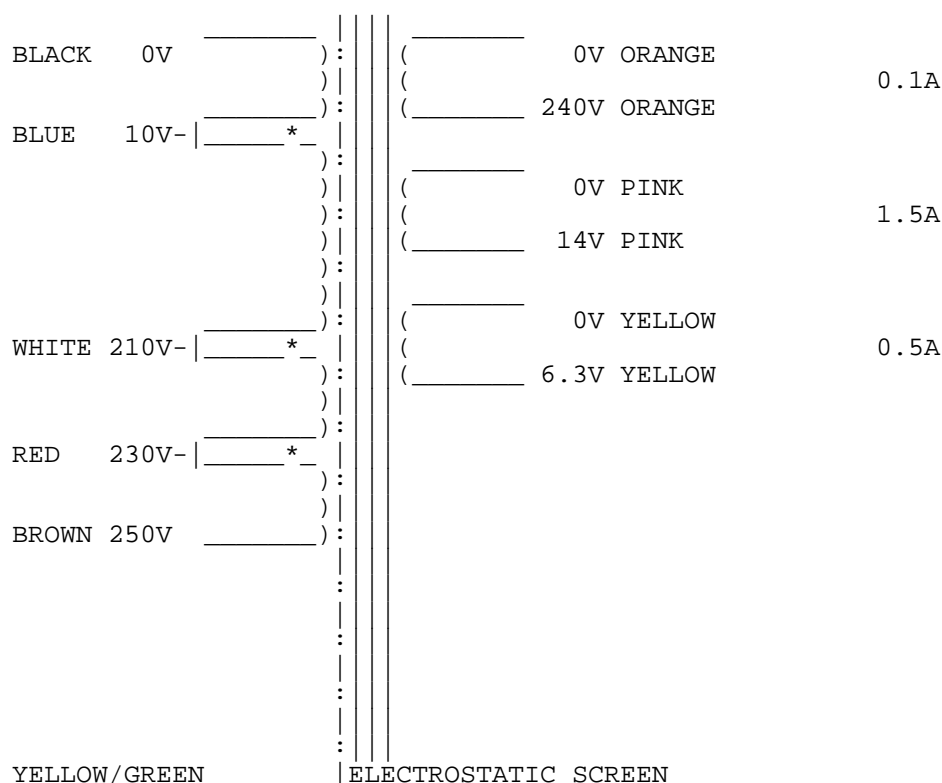 BLACK 0V 0V ORANGE
0.1A
240V ORANGE
BLUE 10V
0V PINK
1.5A
14V PINK
0V YELLOW
WHITE 210V 0.5A
6.3V YELLOW
RED 230V
BROWN 250V
YELLOW/GREEN ELECTROSTATIC SCREEN